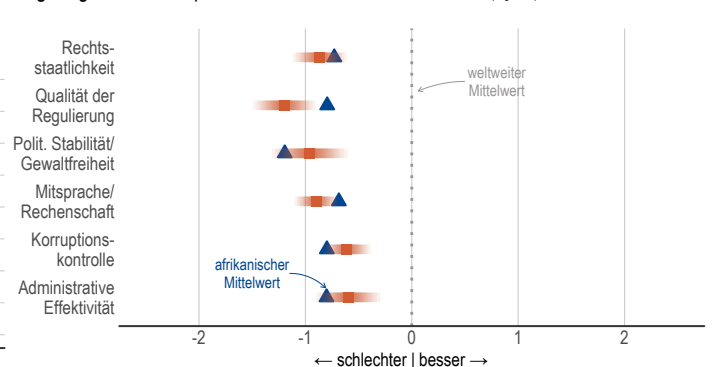 Rechts-
staatlichkeit
weltweiter
Mittelwert
Qualität der
Regulierung
Polit. Stabilität/
Gewaltfreiheit
Mitsprache/
Rechenschaft
Korruptions-
kontrolle
afrikanischer
Mittelwert
Administrative
Effektivität
-2 -1 0 1 2
← schlechter | besser →